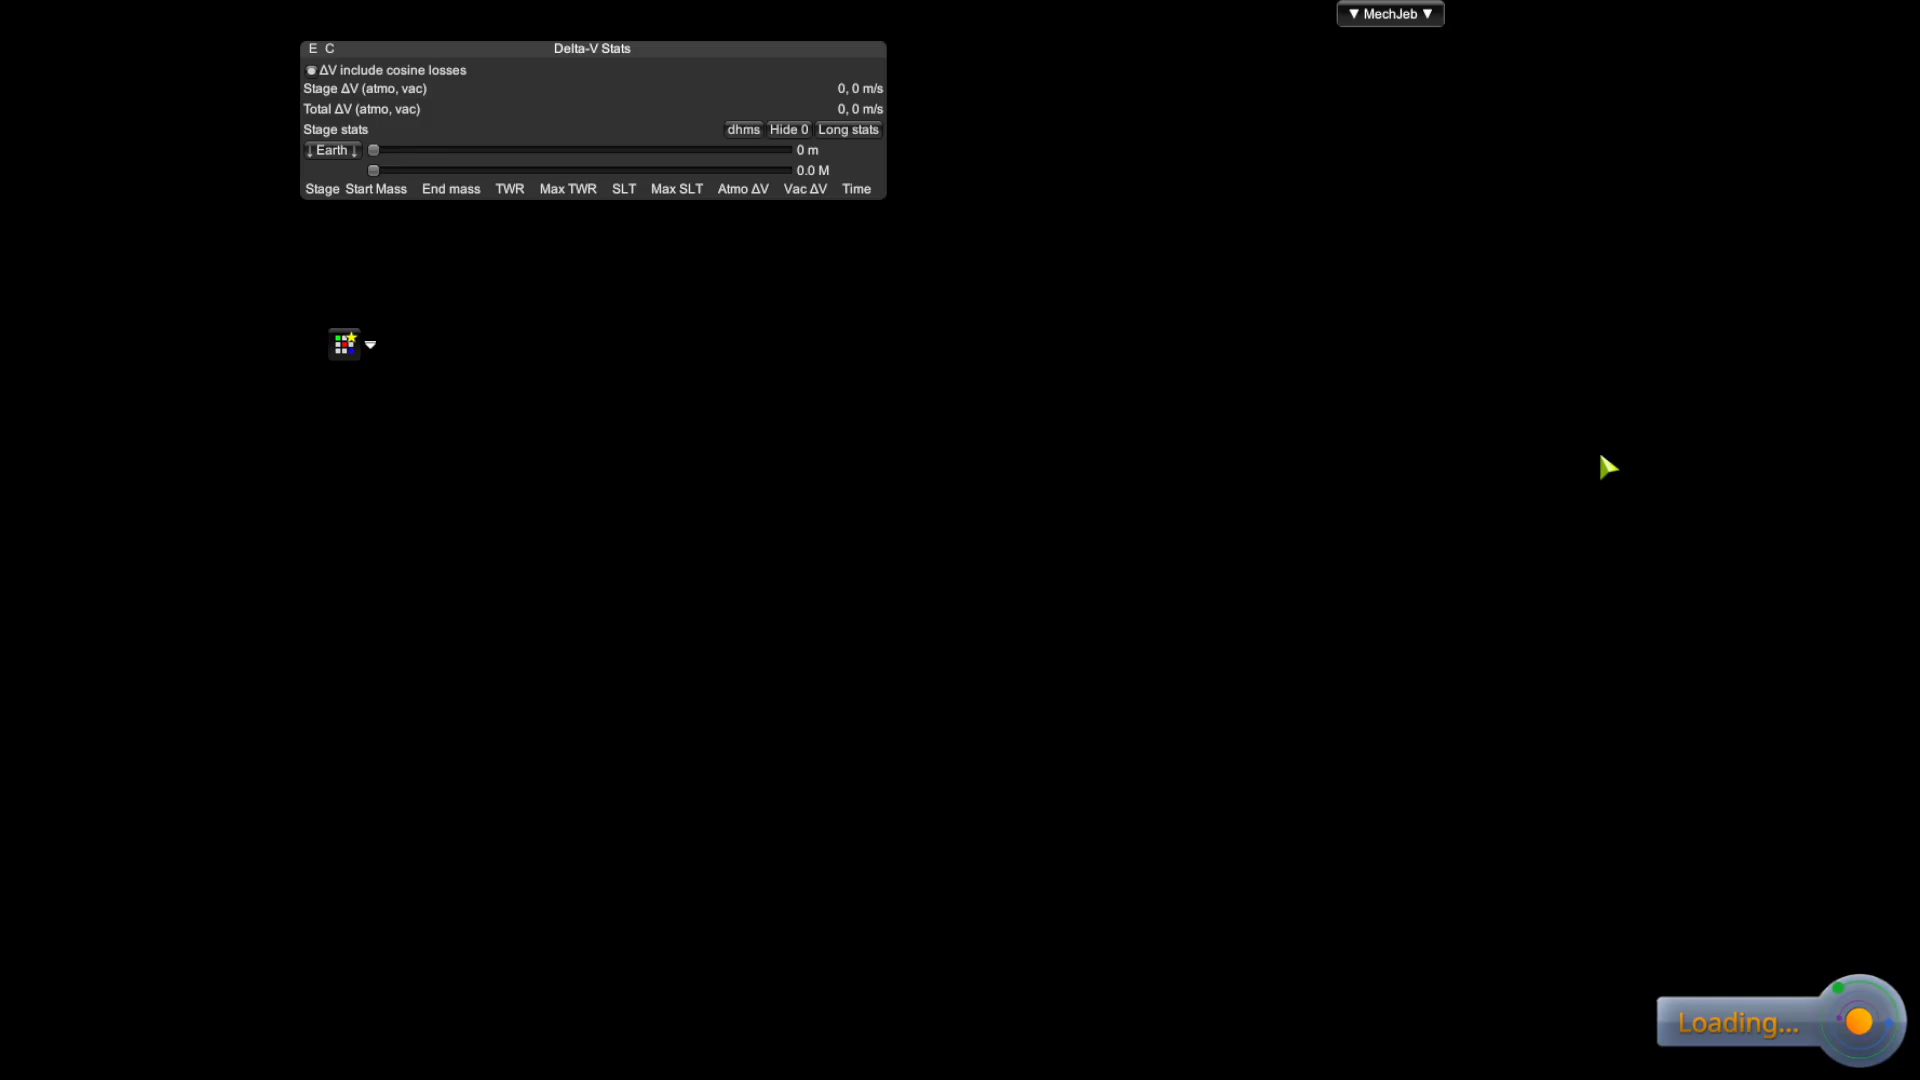 ▼ MechJeb ▼
E C Delta-V Stats
ΔV include cosine losses
Stage ΔV (atmo, vac) 0, 0 m/s
Total ΔV (atmo, vac) 0, 0 m/s
Stage stats dhms Hide 0 Long stats
↓ Earth ↓ 0 m
0.0 M
Stage Start Mass End mass TWR Max TWR SLT Max SLT Atmo ΔV Vac ΔV Time
Loading...